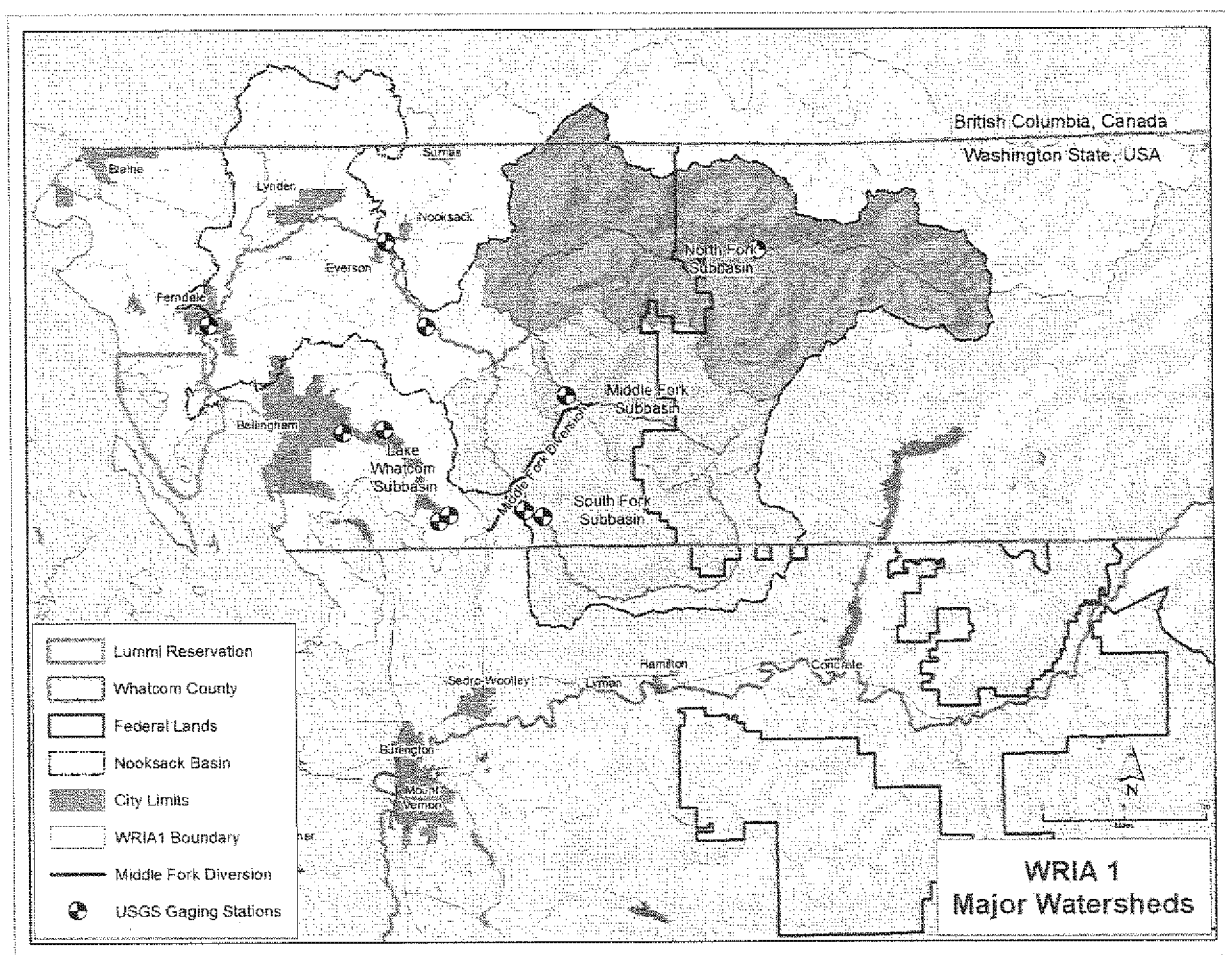 British Columbia, Canada
Washington State, USA
Blaine
Sumas
Lynden
Nooksack
Everson
Ferndale
North Fork
Subbasin
Middle Fork
Subbasin
Bellingham
Lake
Whatcom
Subbasin
Middle Fork Diversion
South Fork
Subbasin
Sedro-Woolley
Lyman
Hamilton
Concrete
Burlington
Mount
Vernon
Lummi Reservation
Whatcom County
Federal Lands
Nooksack Basin
City Limits
WRIA1 Boundary
Middle Fork Diversion
USGS Gaging Stations
N
WRIA 1
Major Watersheds